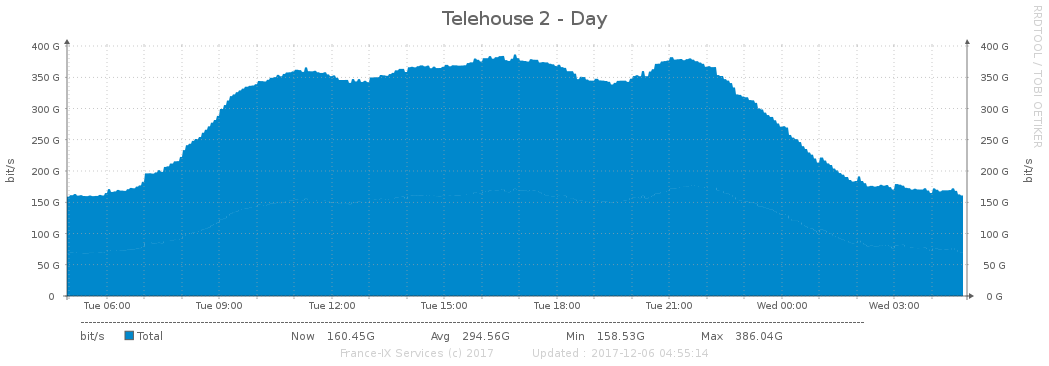 Telehouse 2 - Day
RRDTOOL / TOBI OETIKER
400 G 400 G
350 G 350 G
300 G 300 G
250 G 250 G
200 G 200 G
150 G 150 G
100 G 100 G
50 G 50 G
0 0 G
bit/s bit/s
Tue 06:00 Tue 09:00 Tue 12:00 Tue 15:00 Tue 18:00 Tue 21:00 Wed 00:00 Wed 03:00
bit/s Total Now 160.45G Avg 294.56G Min 158.53G Max 386.04G
France-IX Services (c) 2017 Updated : 2017-12-06 04:55:14